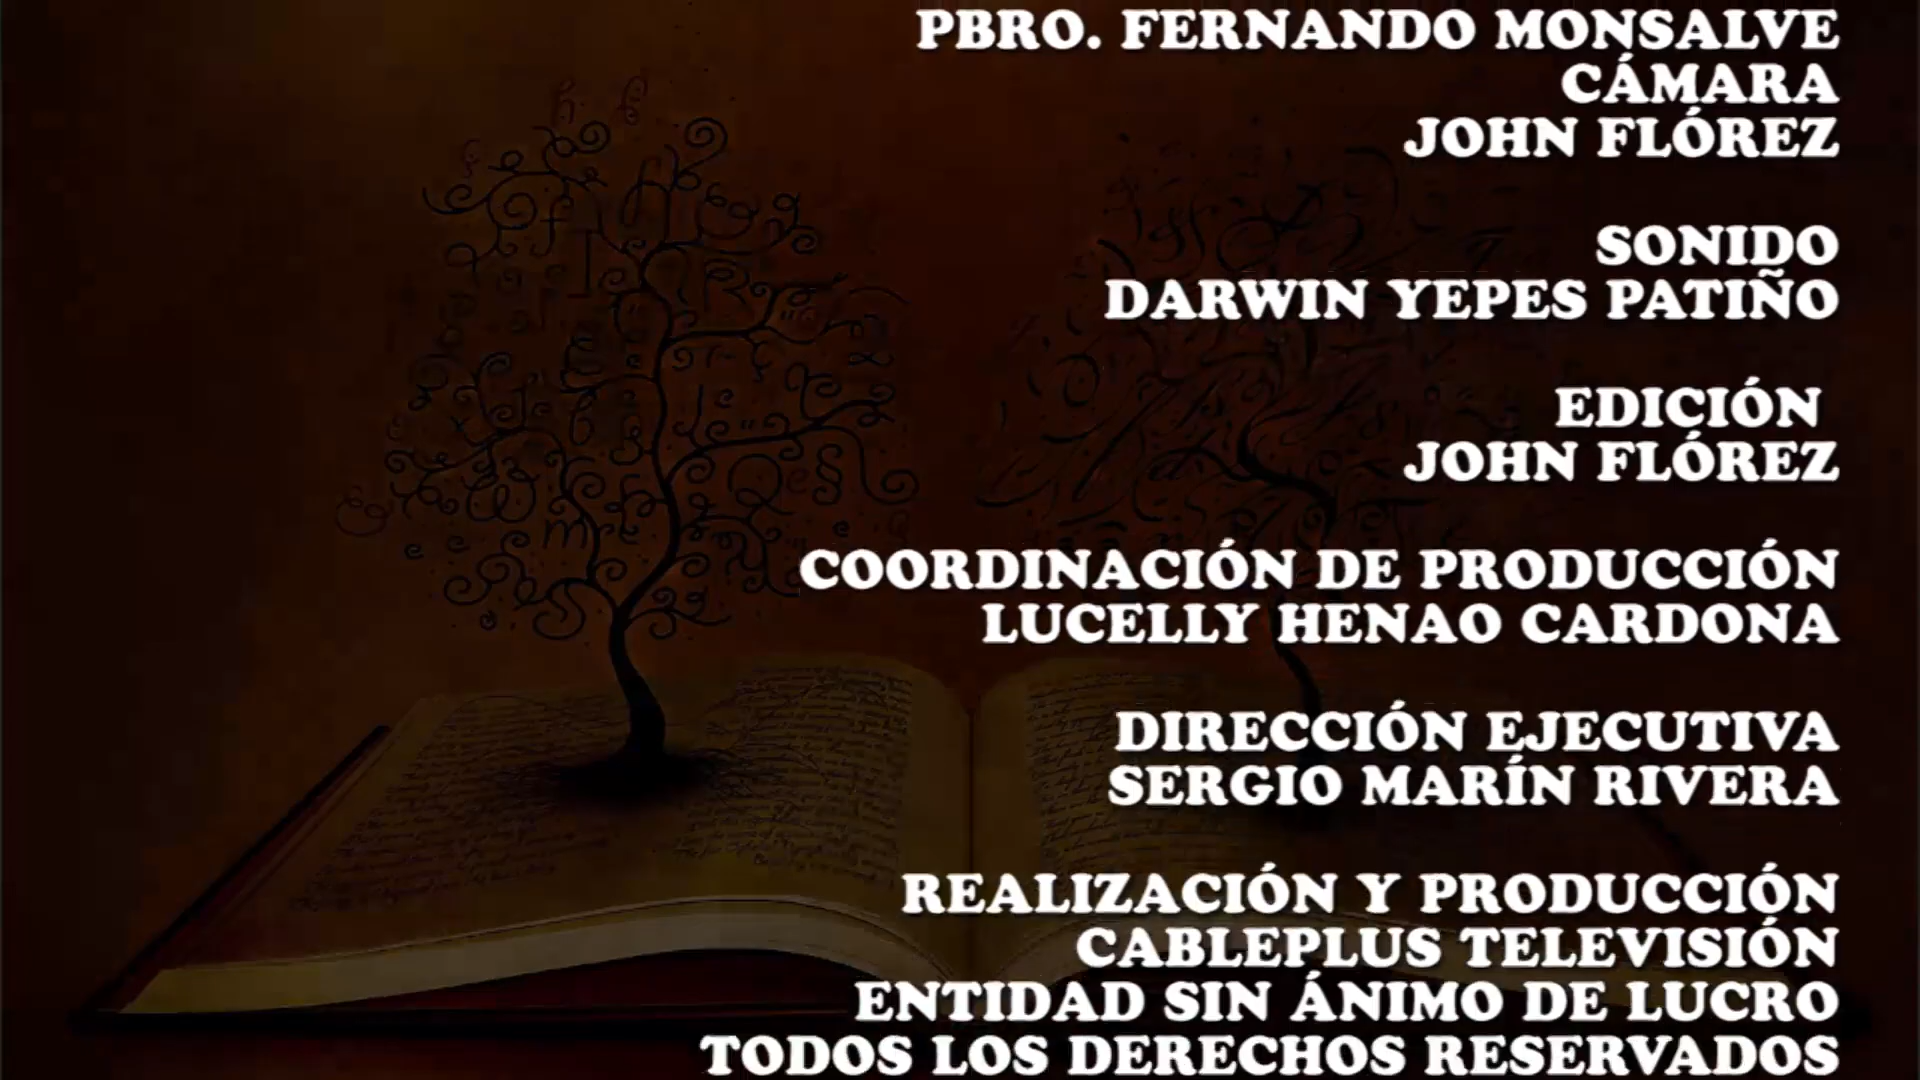 PBRO. FERNANDO MONSALVE
CÁMARA
JOHN FLÓREZ
SONIDO
DARWIN YEPES PATIÑO
EDICIÓN
JOHN FLÓREZ
COORDINACIÓN DE PRODUCCIÓN
LUCELLY HENAO CARDONA
DIRECCIÓN EJECUTIVA
SERGIO MARÍN RIVERA
REALIZACIÓN Y PRODUCCIÓN
CABLEPLUS TELEVISIÓN
ENTIDAD SIN ÁNIMO DE LUCRO
TODOS LOS DERECHOS RESERVADOS